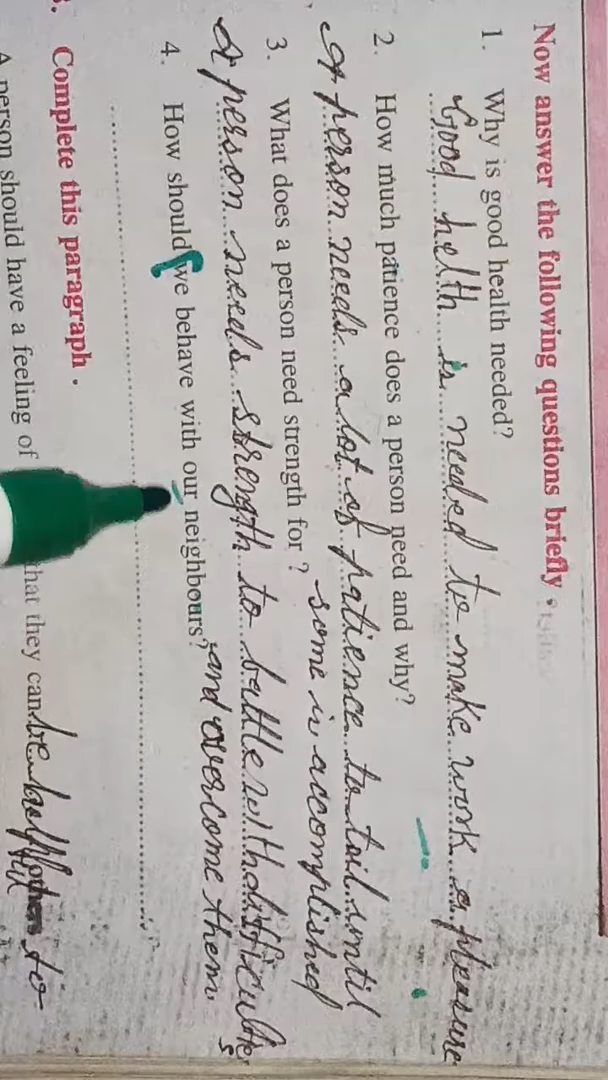 Now answer the following questions briefly.
1. Why is good health needed?
Good helth is needed to make work a pleasure
2. How much patience does a person need and why?
A person needs a lot of patience to toil until
some is accomplished
3. What does a person need strength for?
A person needs strength to battle with difficulties
and overcome them.
4. How should we behave with our neighbours?
3. Complete this paragraph.
A person should have a feeling of that they can be to